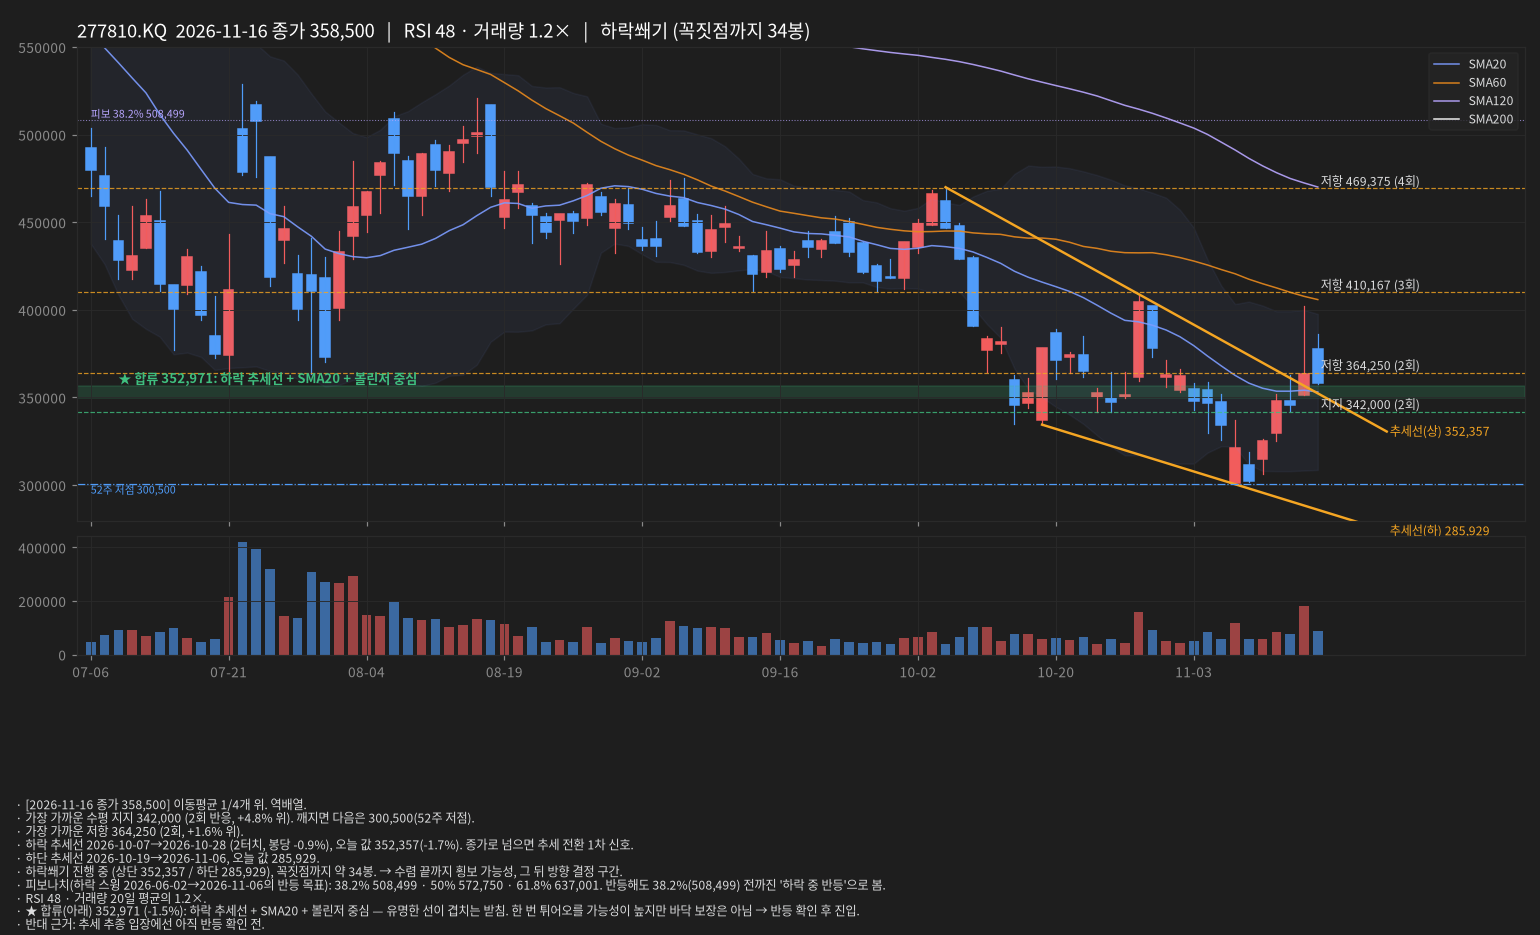 277810.KQ 2026-11-16 종가 358,500 | RSI 48 · 거래량 1.2× | 하락쐐기 (꼭짓점까지 34봉)
550000
SMA20
SMA60
SMA120
SMA200
피보 38.2% 508,499
500000
저항 469,375 (4회)
450000
저항 410,167 (3회)
400000
저항 364,250 (2회)
★ 합류 352,971: 하락 추세선 + SMA20 + 볼린저 중심
350000
지지 342,000 (2회)
추세선(상) 352,357
300000
52주 저점 300,500
추세선(하) 285,929
400000
200000
0
07-06 07-21 08-04 08-19 09-02 09-16 10-02 10-20 11-03
· [2026-11-16 종가 358,500] 이동평균 1/4개 위. 역배열.
· 가장 가까운 수평 지지 342,000 (2회 반응, +4.8% 위). 깨지면 다음은 300,500(52주 저점).
· 가장 가까운 저항 364,250 (2회, +1.6% 위).
· 하락 추세선 2026-10-07→2026-10-28 (2터치, 봉당 -0.9%), 오늘 값 352,357(-1.7%). 종가로 넘으면 추세 전환 1차 신호.
· 하단 추세선 2026-10-19→2026-11-06, 오늘 값 285,929.
· 하락쐐기 진행 중 (상단 352,357 / 하단 285,929), 꼭짓점까지 약 34봉. → 수렴 끝까지 횡보 가능성, 그 뒤 방향 결정 구간.
· 피보나치(하락 스윙 2026-06-02→2026-11-06의 반등 목표): 38.2% 508,499 · 50% 572,750 · 61.8% 637,001. 반등해도 38.2%(508,499) 전까진 '하락 중 반등'으로 봄.
· RSI 48 · 거래량 20일 평균의 1.2×.
· ★ 합류(아래) 352,971 (-1.5%): 하락 추세선 + SMA20 + 볼린저 중심 — 유명한 선이 겹치는 받침. 한 번 튀어오를 가능성이 높지만 바닥 보장은 아님 → 반등 확인 후 진입.
· 반대 근거: 추세 추종 입장에선 아직 반등 확인 전.